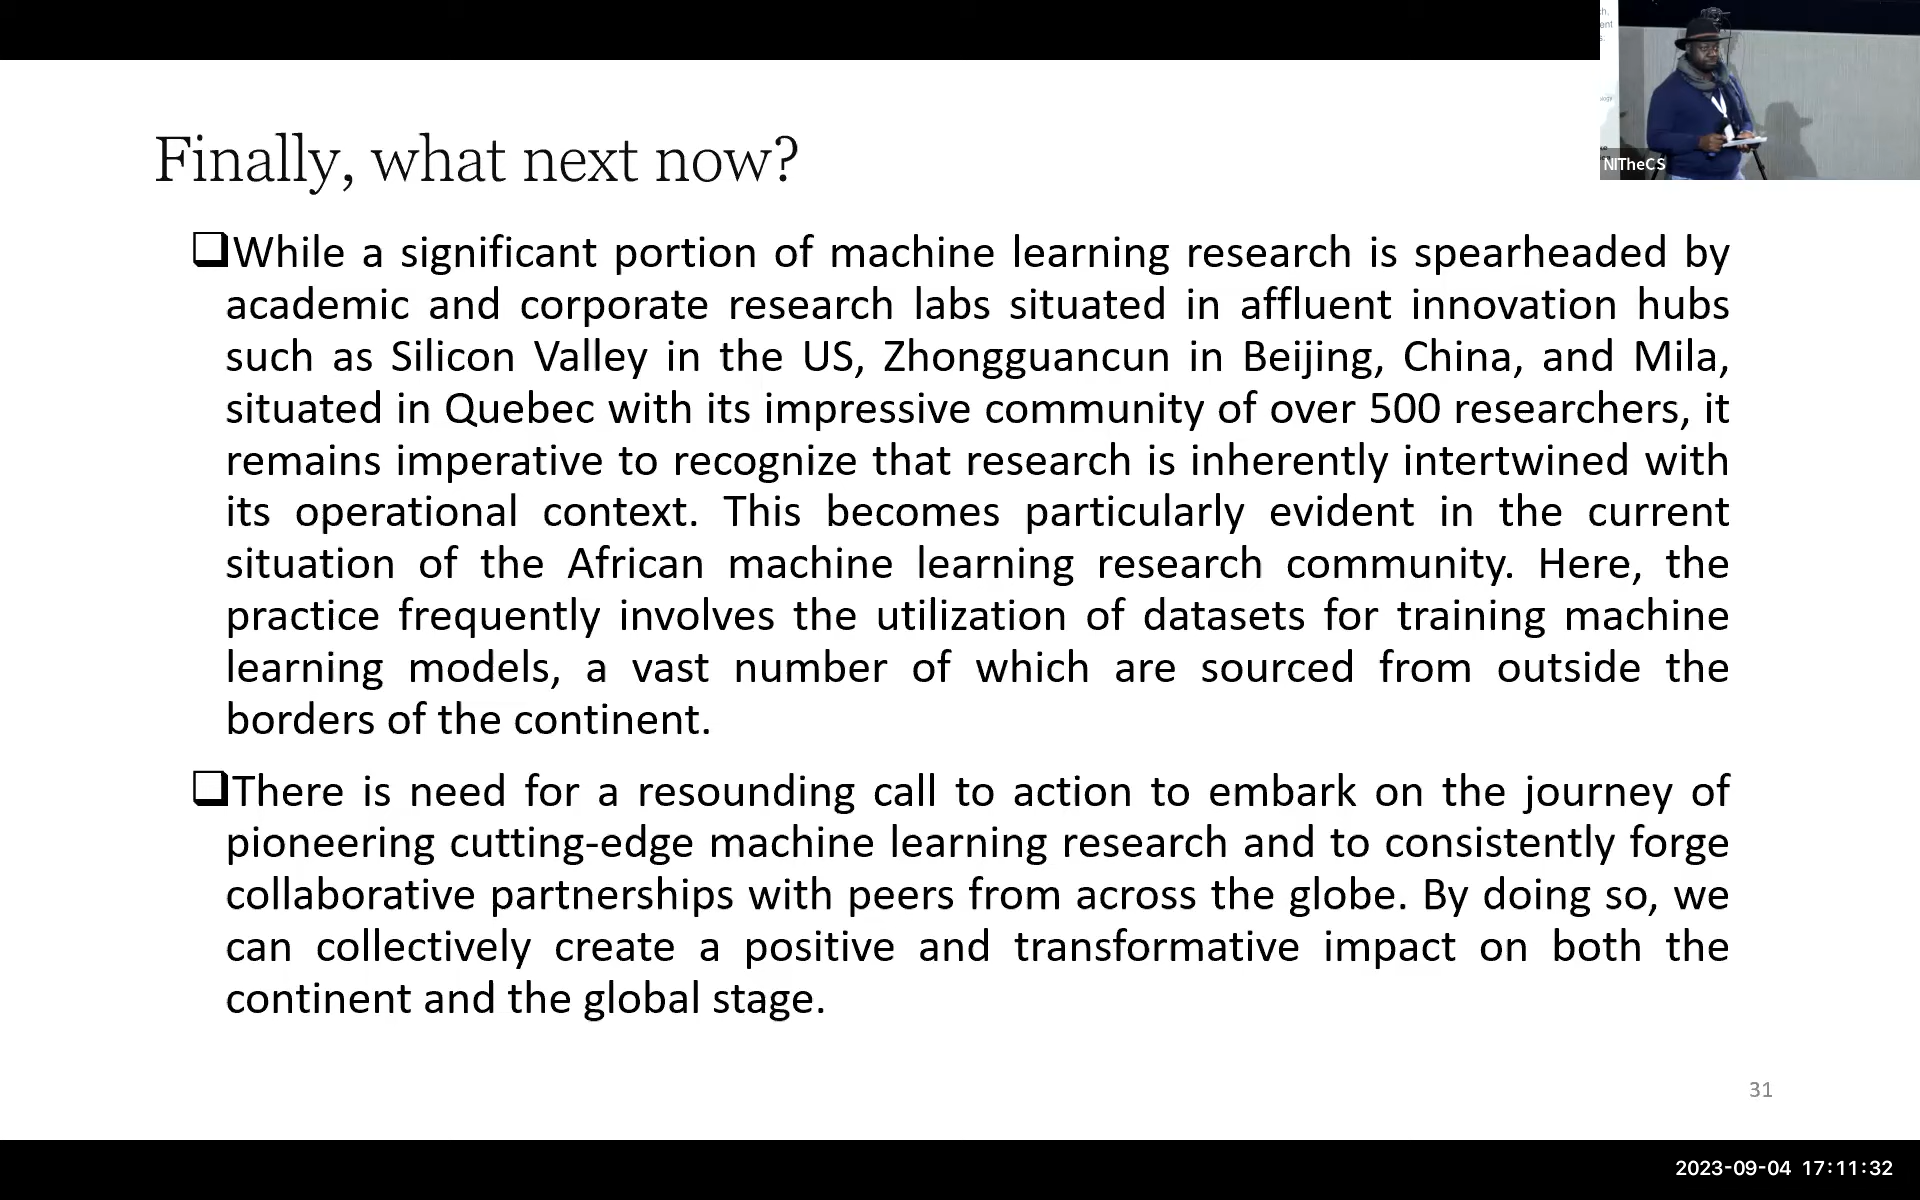 Finally, what next now?
While a significant portion of machine learning research is spearheaded by
academic and corporate research labs situated in affluent innovation hubs
such as Silicon Valley in the US, Zhongguancun in Beijing, China, and Mila,
situated in Quebec with its impressive community of over 500 researchers, it
remains imperative to recognize that research is inherently intertwined with
its operational context. This becomes particularly evident in the current
situation of the African machine learning research community. Here, the
practice frequently involves the utilization of datasets for training machine
learning models, a vast number of which are sourced from outside the
borders of the continent.
There is need for a resounding call to action to embark on the journey of
pioneering cutting-edge machine learning research and to consistently forge
collaborative partnerships with peers from across the globe. By doing so, we
can collectively create a positive and transformative impact on both the
continent and the global stage.
31
NITheCS
2023-09-04 17:11:32